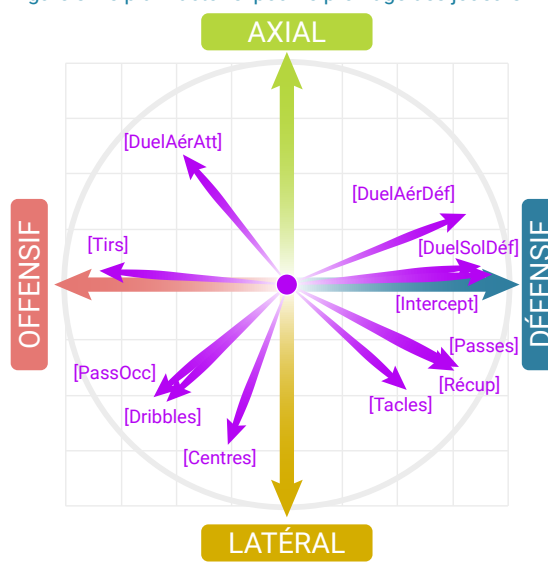 AXIAL
[DuelAérAtt]
[DuelAérDéf]
[Tirs]
[DuelSolDéf]
OFFENSIF
DÉFENSIF
[Intercept]
[Passes]
[PassOcc]
[Récup]
[Dribbles]
[Tacles]
[Centres]
LATÉRAL